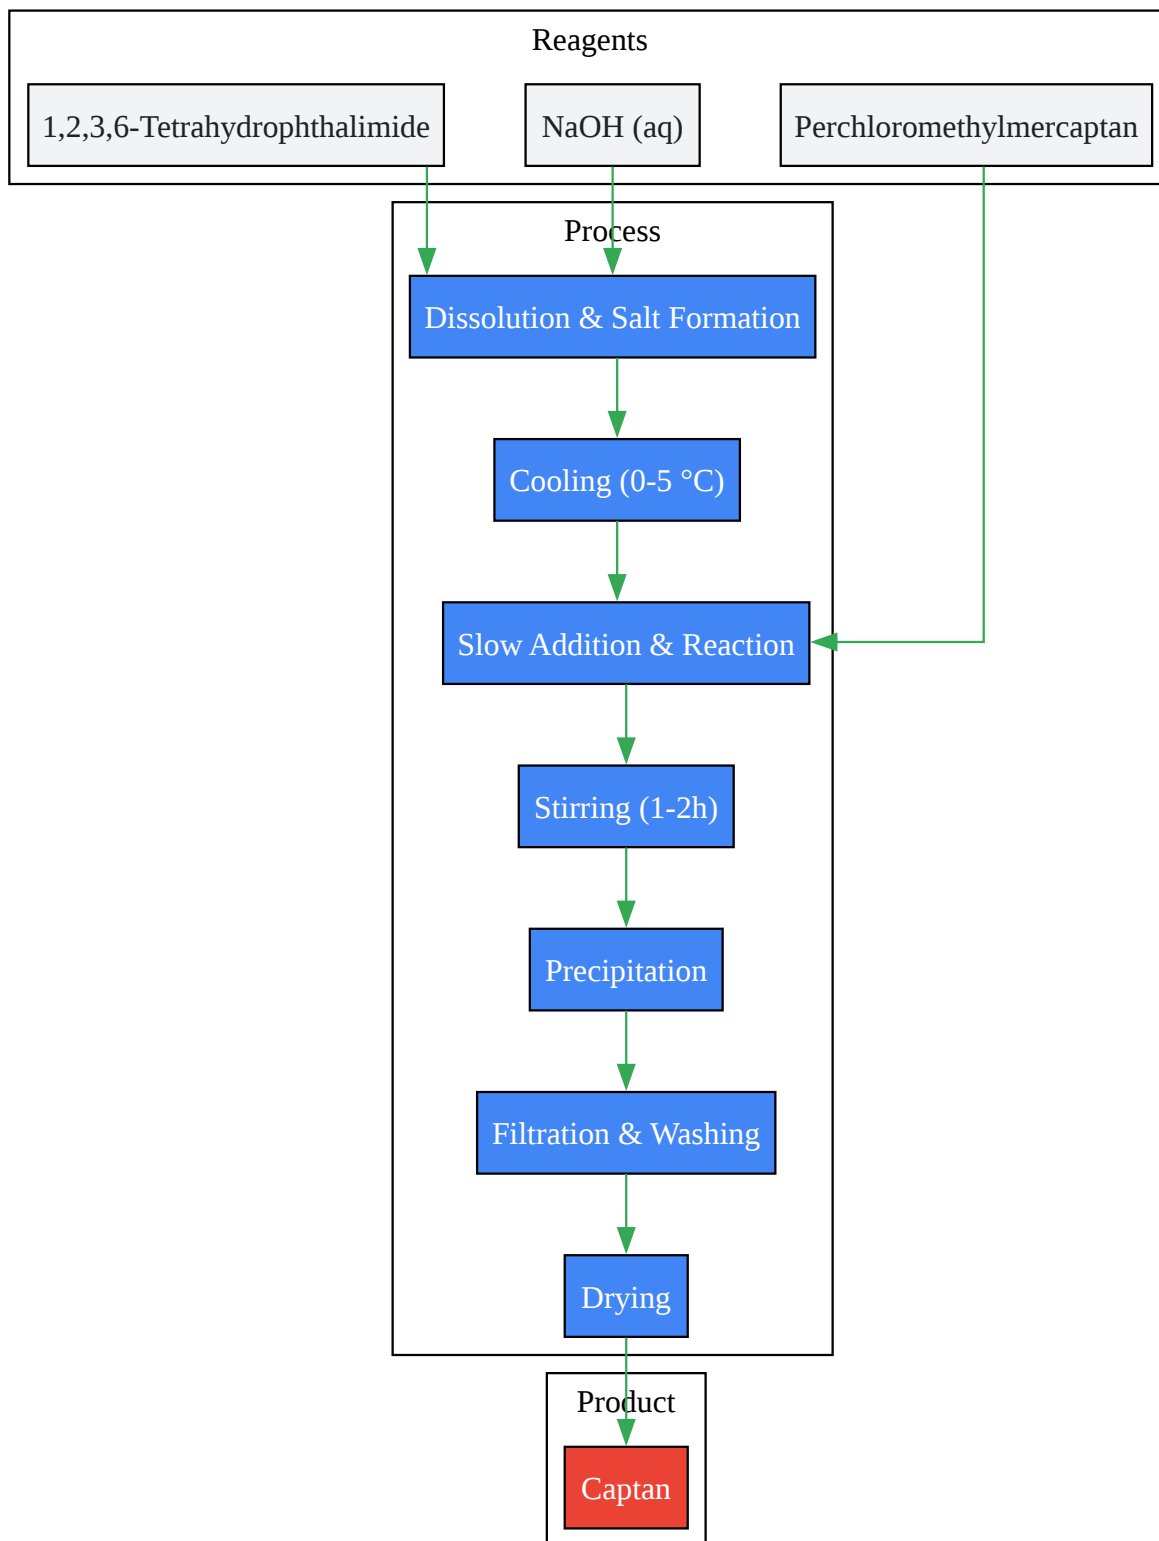 Reagents
1,2,3,6-Tetrahydrophthalimide
NaOH (aq)
Perchloromethylmercaptan
Process
Dissolution & Salt Formation
Cooling (0-5 °C)
Slow Addition & Reaction
Stirring (1-2h)
Precipitation
Filtration & Washing
Drying
Product
Captan